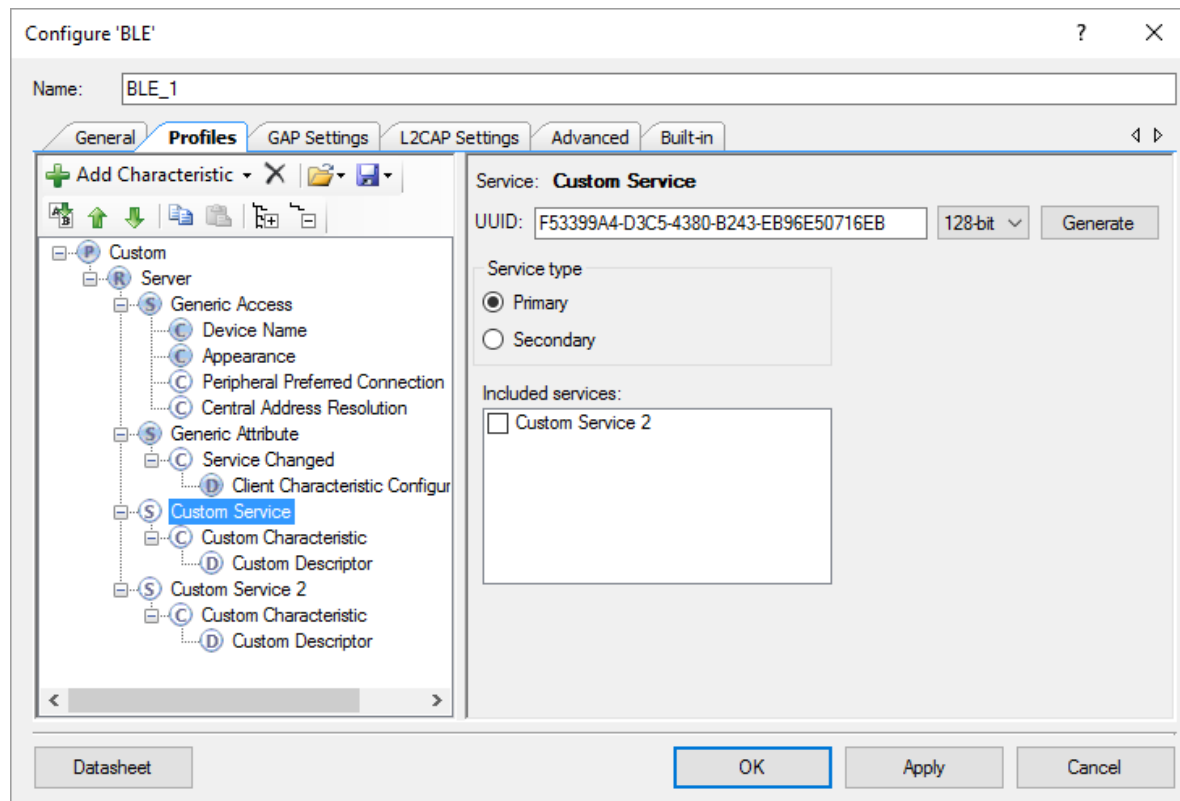 Configure 'BLE'
?
Name: BLE_1
General Profiles GAP Settings L2CAP Settings Advanced Built-in
Add Characteristic
A B
P Custom
R Server
S Generic Access
C Device Name
C Appearance
C Peripheral Preferred Connection
C Central Address Resolution
S Generic Attribute
C Service Changed
D Client Characteristic Configur
S Custom Service
C Custom Characteristic
D Custom Descriptor
S Custom Service 2
C Custom Characteristic
D Custom Descriptor
Service: Custom Service
UUID: F53399A4-D3C5-4380-B243-EB96E50716EB 128-bit Generate
Service type
Primary
Secondary
Included services:
Custom Service 2
Datasheet OK Apply Cancel